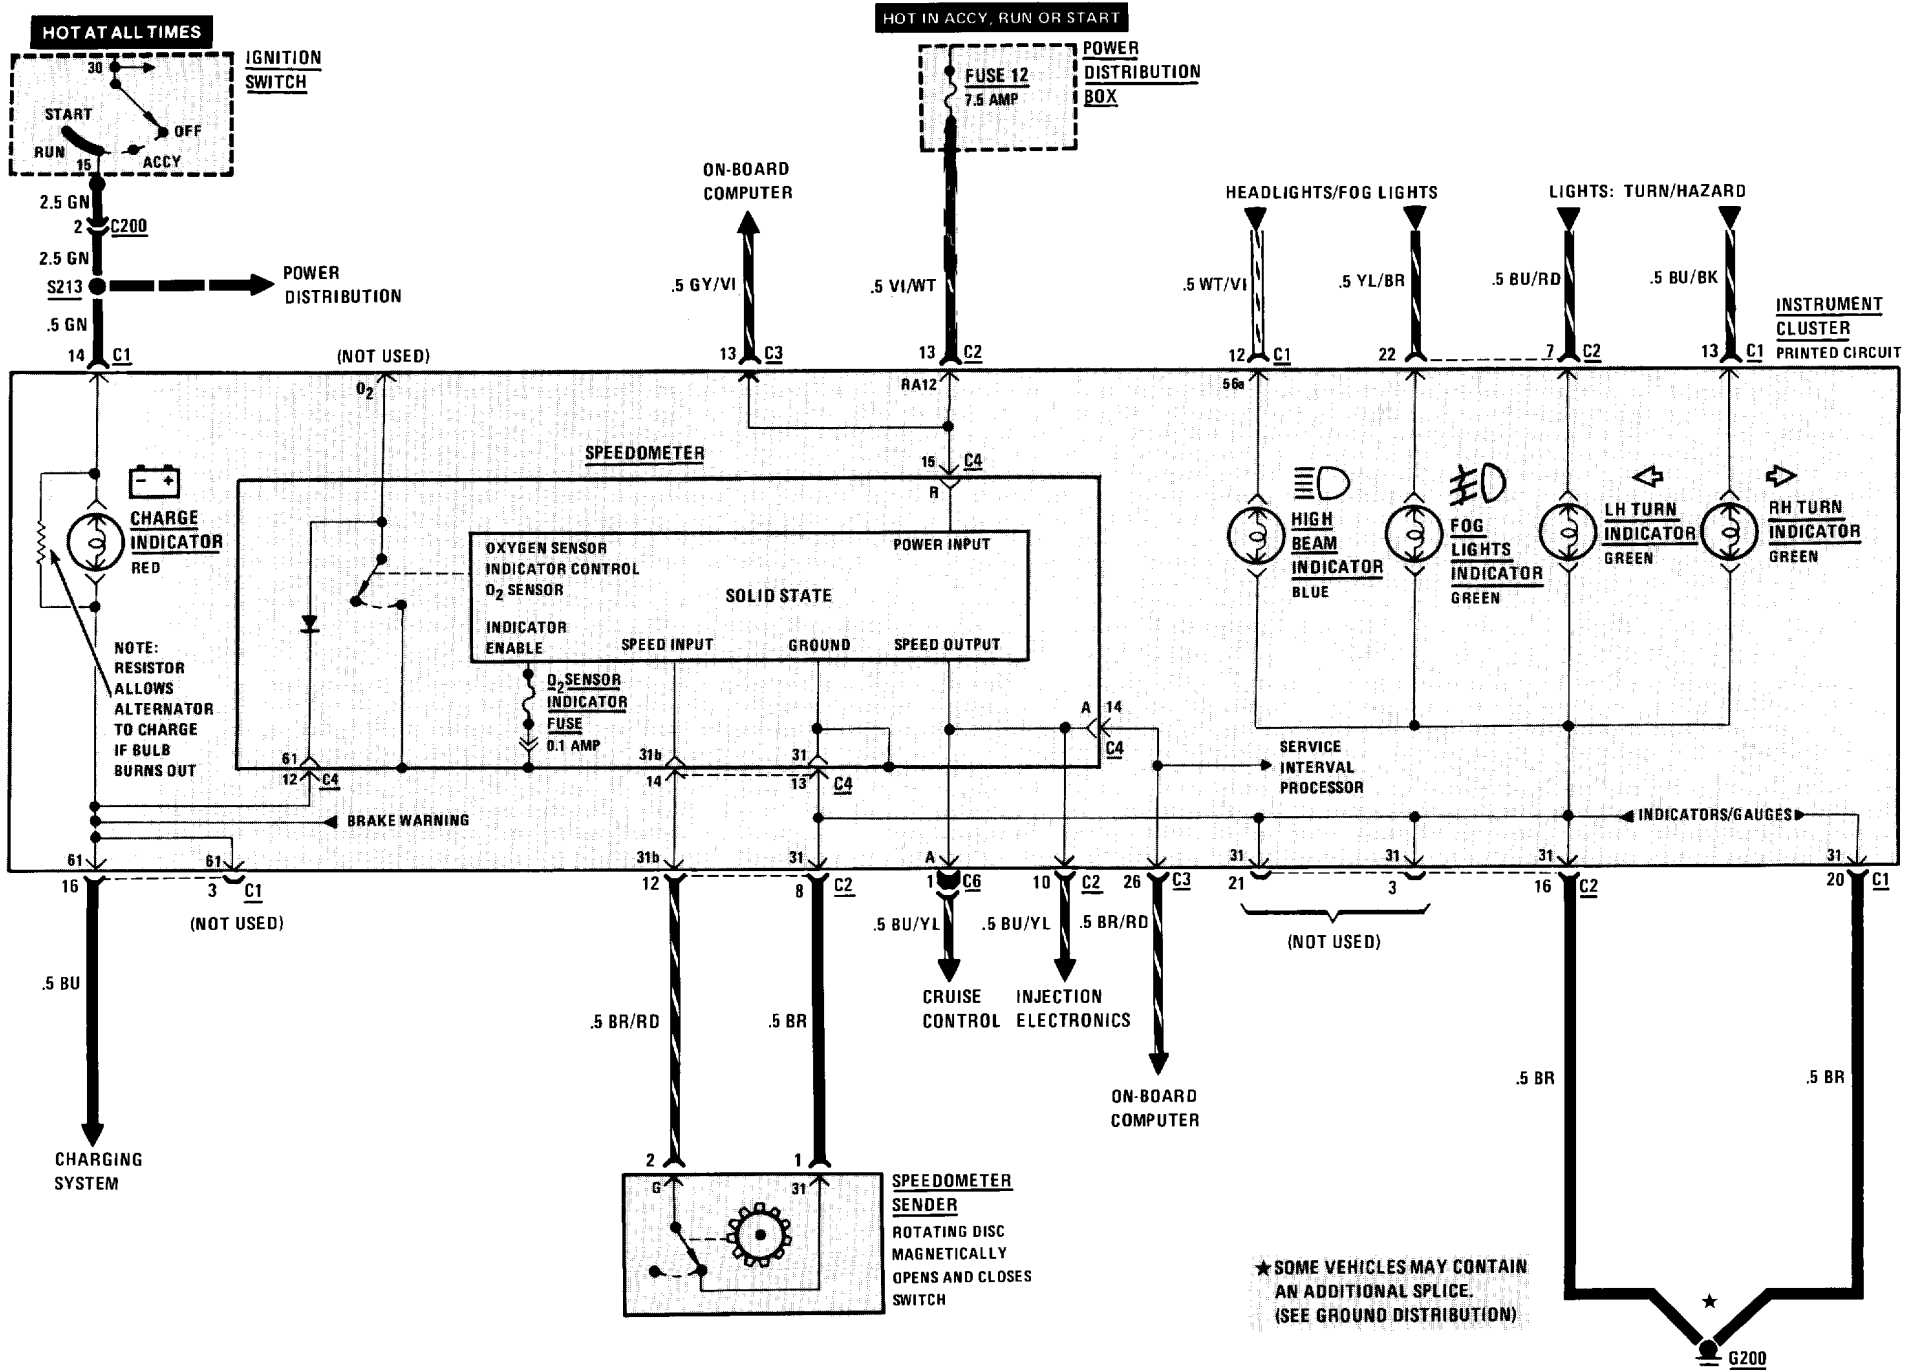 HOT AT ALL TIMES
HOT IN ACCY, RUN OR START
IGNITION
SWITCH
30
START
OFF
RUN
15
ACCY
POWER
DISTRIBUTION
BOX
FUSE 12
7.5 AMP
2.5 GN
2
C200
2.5 GN
S213
POWER
DISTRIBUTION
.5 GN
14
C1
(NOT USED)
O2
ON-BOARD
COMPUTER
.5 GY/VI
13
C3
.5 VI/WT
13
C2
RA12
HEADLIGHTS/FOG LIGHTS
LIGHTS: TURN/HAZARD
.5 WT/VI
.5 YL/BR
.5 BU/RD
.5 BU/BK
12
C1
22
7
C2
13
C1
56a
INSTRUMENT
CLUSTER
PRINTED CIRCUIT
SPEEDOMETER
15
C4
R
- +
CHARGE
INDICATOR
RED
NOTE:
RESISTOR
ALLOWS
ALTERNATOR
TO CHARGE
IF BULB
BURNS OUT
OXYGEN SENSOR
INDICATOR CONTROL
O2 SENSOR
INDICATOR
ENABLE
POWER INPUT
SOLID STATE
SPEED INPUT
GROUND
SPEED OUTPUT
O2 SENSOR
INDICATOR
FUSE
0.1 AMP
HIGH
BEAM
INDICATOR
BLUE
FOG
LIGHTS
INDICATOR
GREEN
LH TURN
INDICATOR
GREEN
RH TURN
INDICATOR
GREEN
61
12
C4
31b
14
31
13
C4
A
14
C4
SERVICE
INTERVAL
PROCESSOR
BRAKE WARNING
INDICATORS/GAUGES
61
16
61
3
C1
(NOT USED)
31b
12
31
8
C2
A
1
C6
10
C2
26
C3
31
21
31
3
31
16
C2
31
20
C1
(NOT USED)
.5 BU
CHARGING
SYSTEM
.5 BR/RD
.5 BR
.5 BU/YL
.5 BU/YL
.5 BR/RD
CRUISE
CONTROL
INJECTION
ELECTRONICS
ON-BOARD
COMPUTER
.5 BR
.5 BR
2
1
G
31
SPEEDOMETER
SENDER
ROTATING DISC
MAGNETICALLY
OPENS AND CLOSES
SWITCH
★ SOME VEHICLES MAY CONTAIN
AN ADDITIONAL SPLICE.
(SEE GROUND DISTRIBUTION)
★
G200